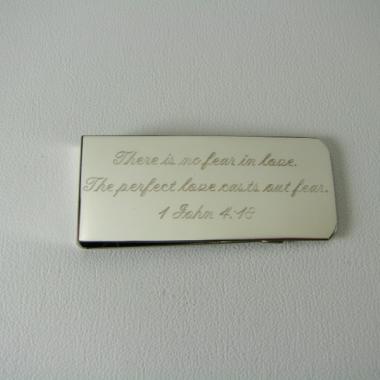 There is no fear in love.
The perfect love casts out fear.
1 John 4:18